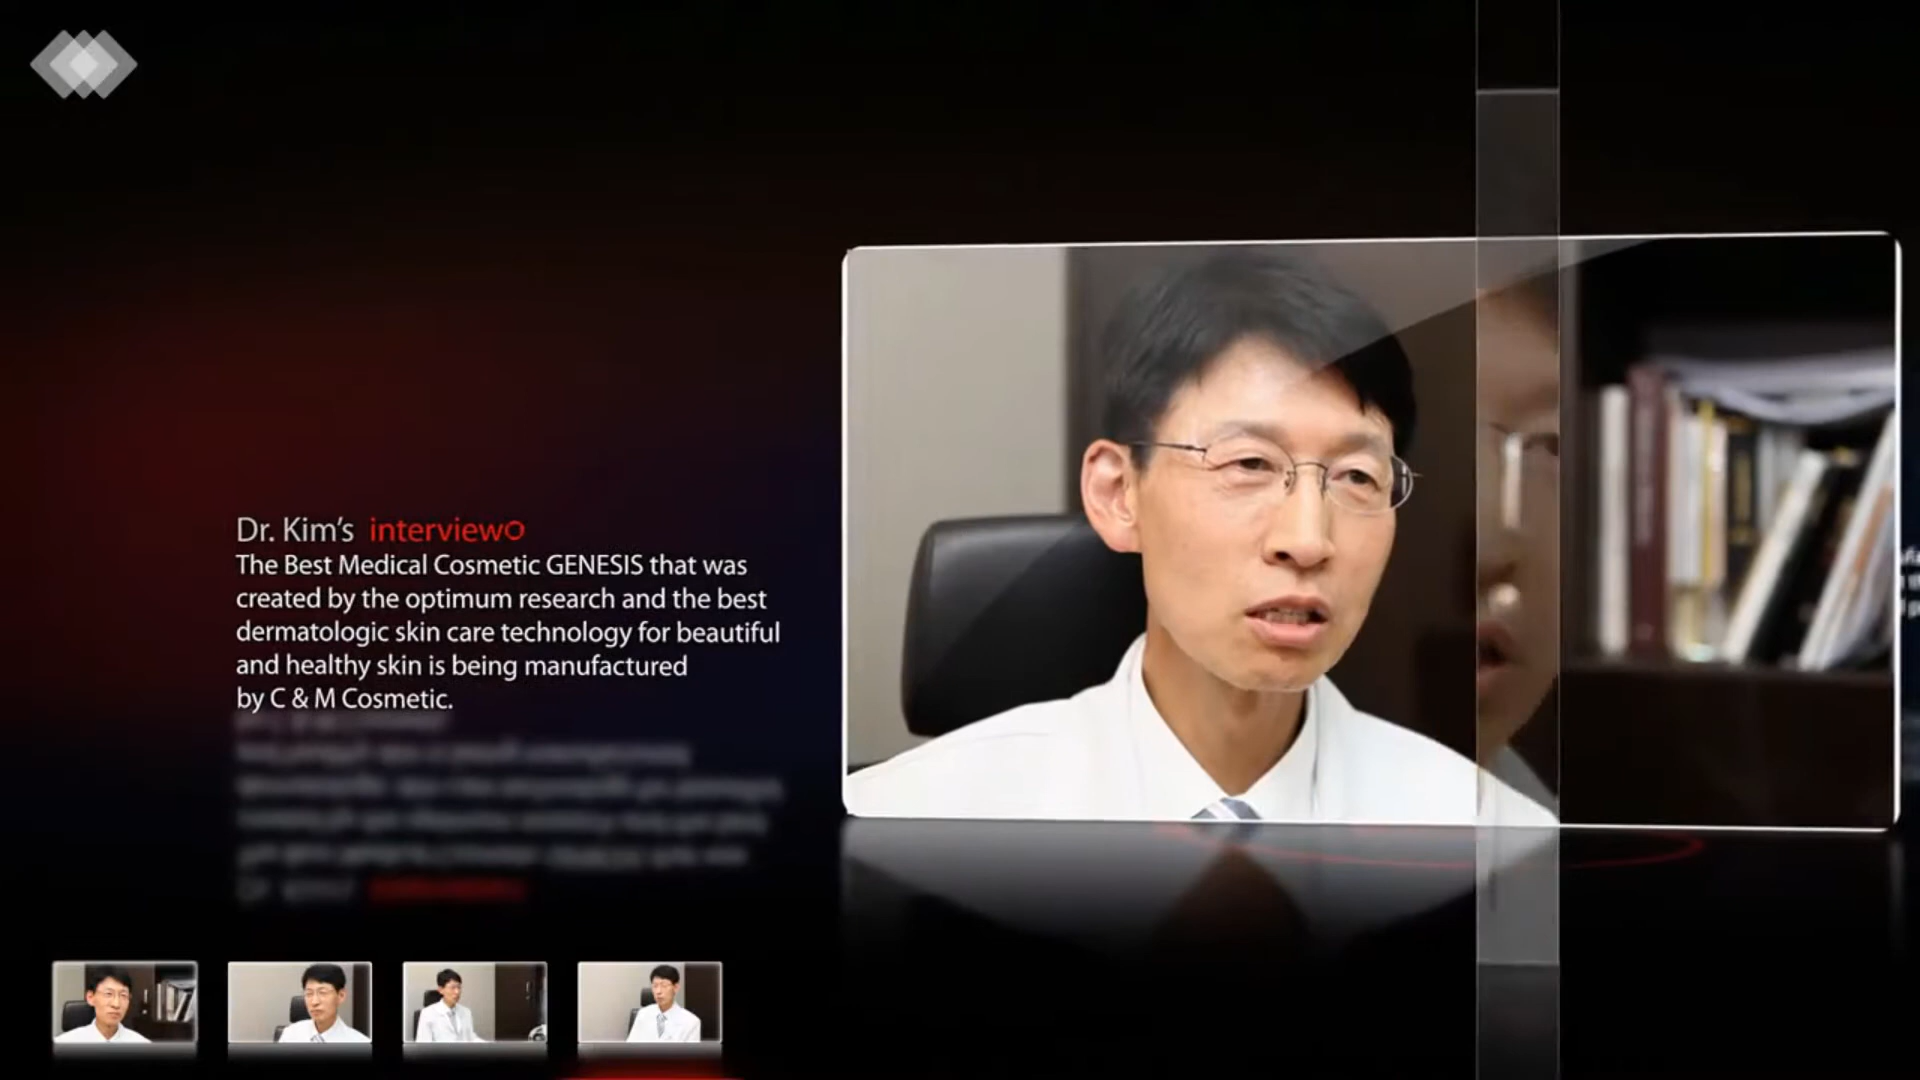 Dr. Kim's interview
The Best Medical Cosmetic GENESIS that was
created by the optimum research and the best
dermatologic skin care technology for beautiful
and healthy skin is being manufactured
by C & M Cosmetic.